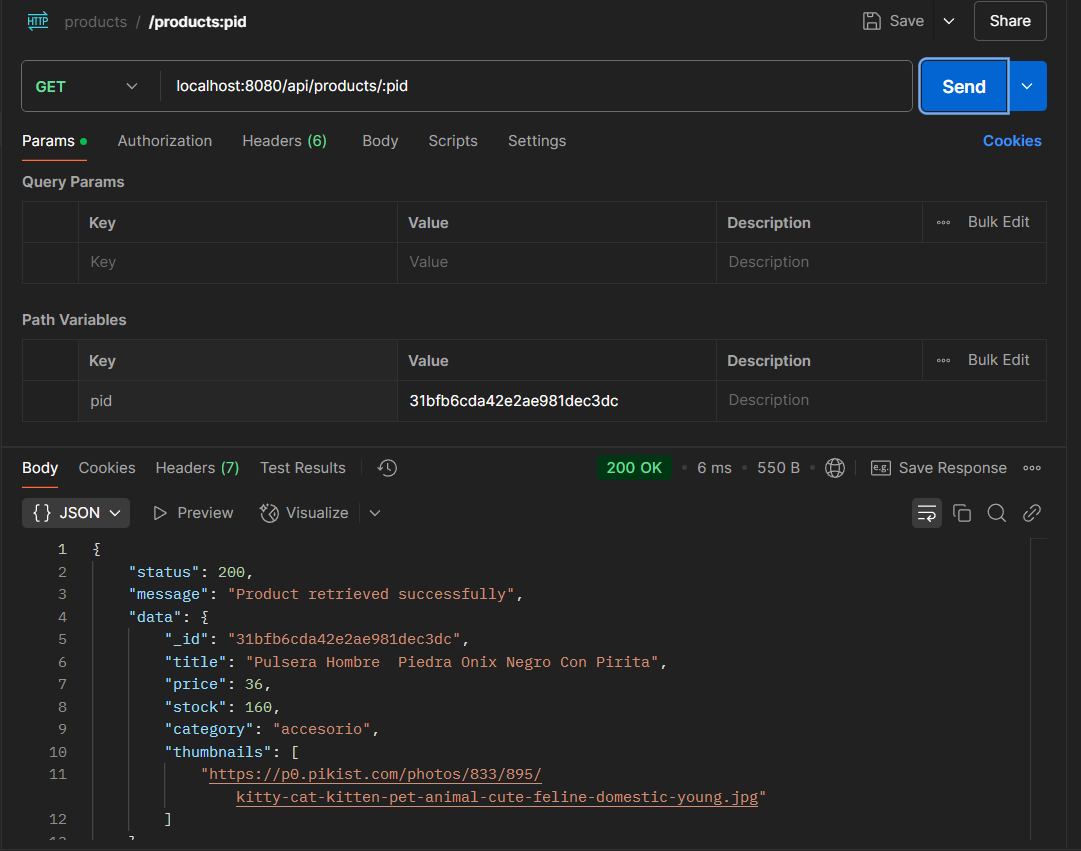 HTTP products / /products:pid Save Share
GET localhost:8080/api/products/:pid Send
Params Authorization Headers (6) Body Scripts Settings Cookies
Query Params
Key Value Description Bulk Edit
Key Value Description
Path Variables
Key Value Description Bulk Edit
pid 31bfb6cda42e2ae981dec3dc Description
Body Cookies Headers (7) Test Results 200 OK 6 ms 550 B e.g. Save Response
{} JSON Preview Visualize
1 {
2 "status": 200,
3 "message": "Product retrieved successfully",
4 "data": {
5 "_id": "31bfb6cda42e2ae981dec3dc",
6 "title": "Pulsera Hombre  Piedra Onix Negro Con Pirita",
7 "price": 36,
8 "stock": 160,
9 "category": "accesorio",
10 "thumbnails": [
11 "https://p0.pikist.com/photos/833/895/
kitty-cat-kitten-pet-animal-cute-feline-domestic-young.jpg"
12 ]